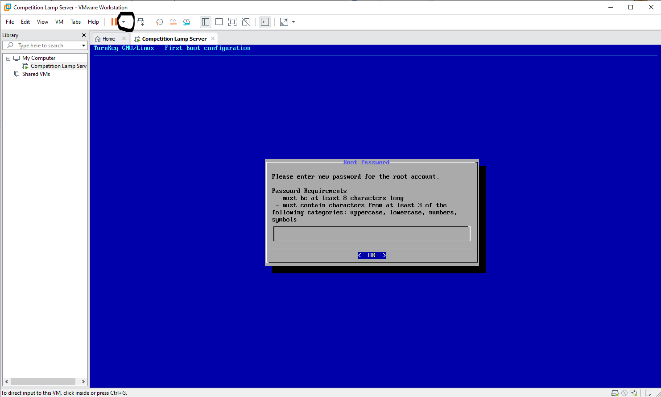 Competition Lamp Server - VMware Workstation
File Edit View VM Tabs Help
Library
Type here to search
Home
Competition Lamp Server
My Computer
Competition Lamp Serv
Shared VMs
TurnKey GNU/Linux - First boot configuration
Root Password
Please enter new password for the root account.
Password Requirements
- must be at least 8 characters long
- must contain characters from at least 3 of the
following categories: uppercase, lowercase, numbers,
symbols
< OK >
To direct input to this VM, click inside or press Ctrl+G.